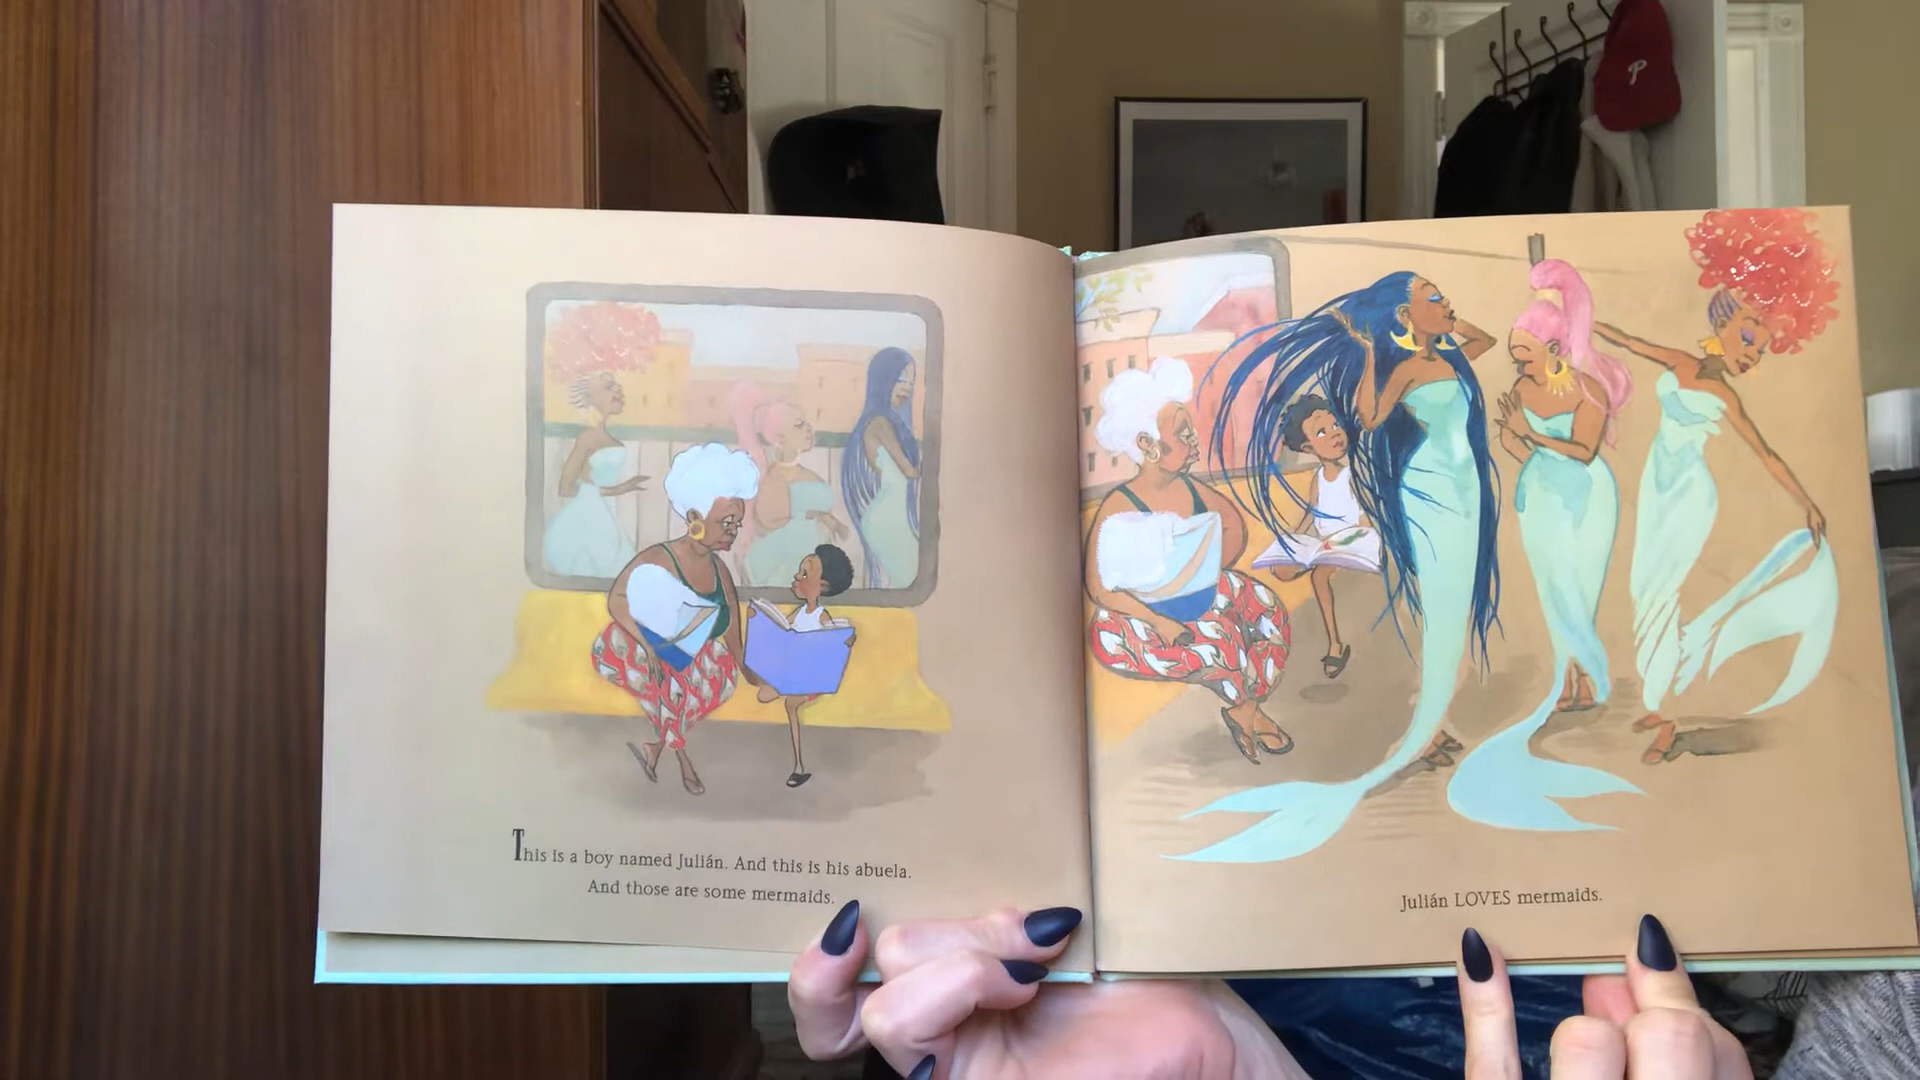 This is a boy named Julián. And this is his abuela.
And those are some mermaids.
Julián LOVES mermaids.
P